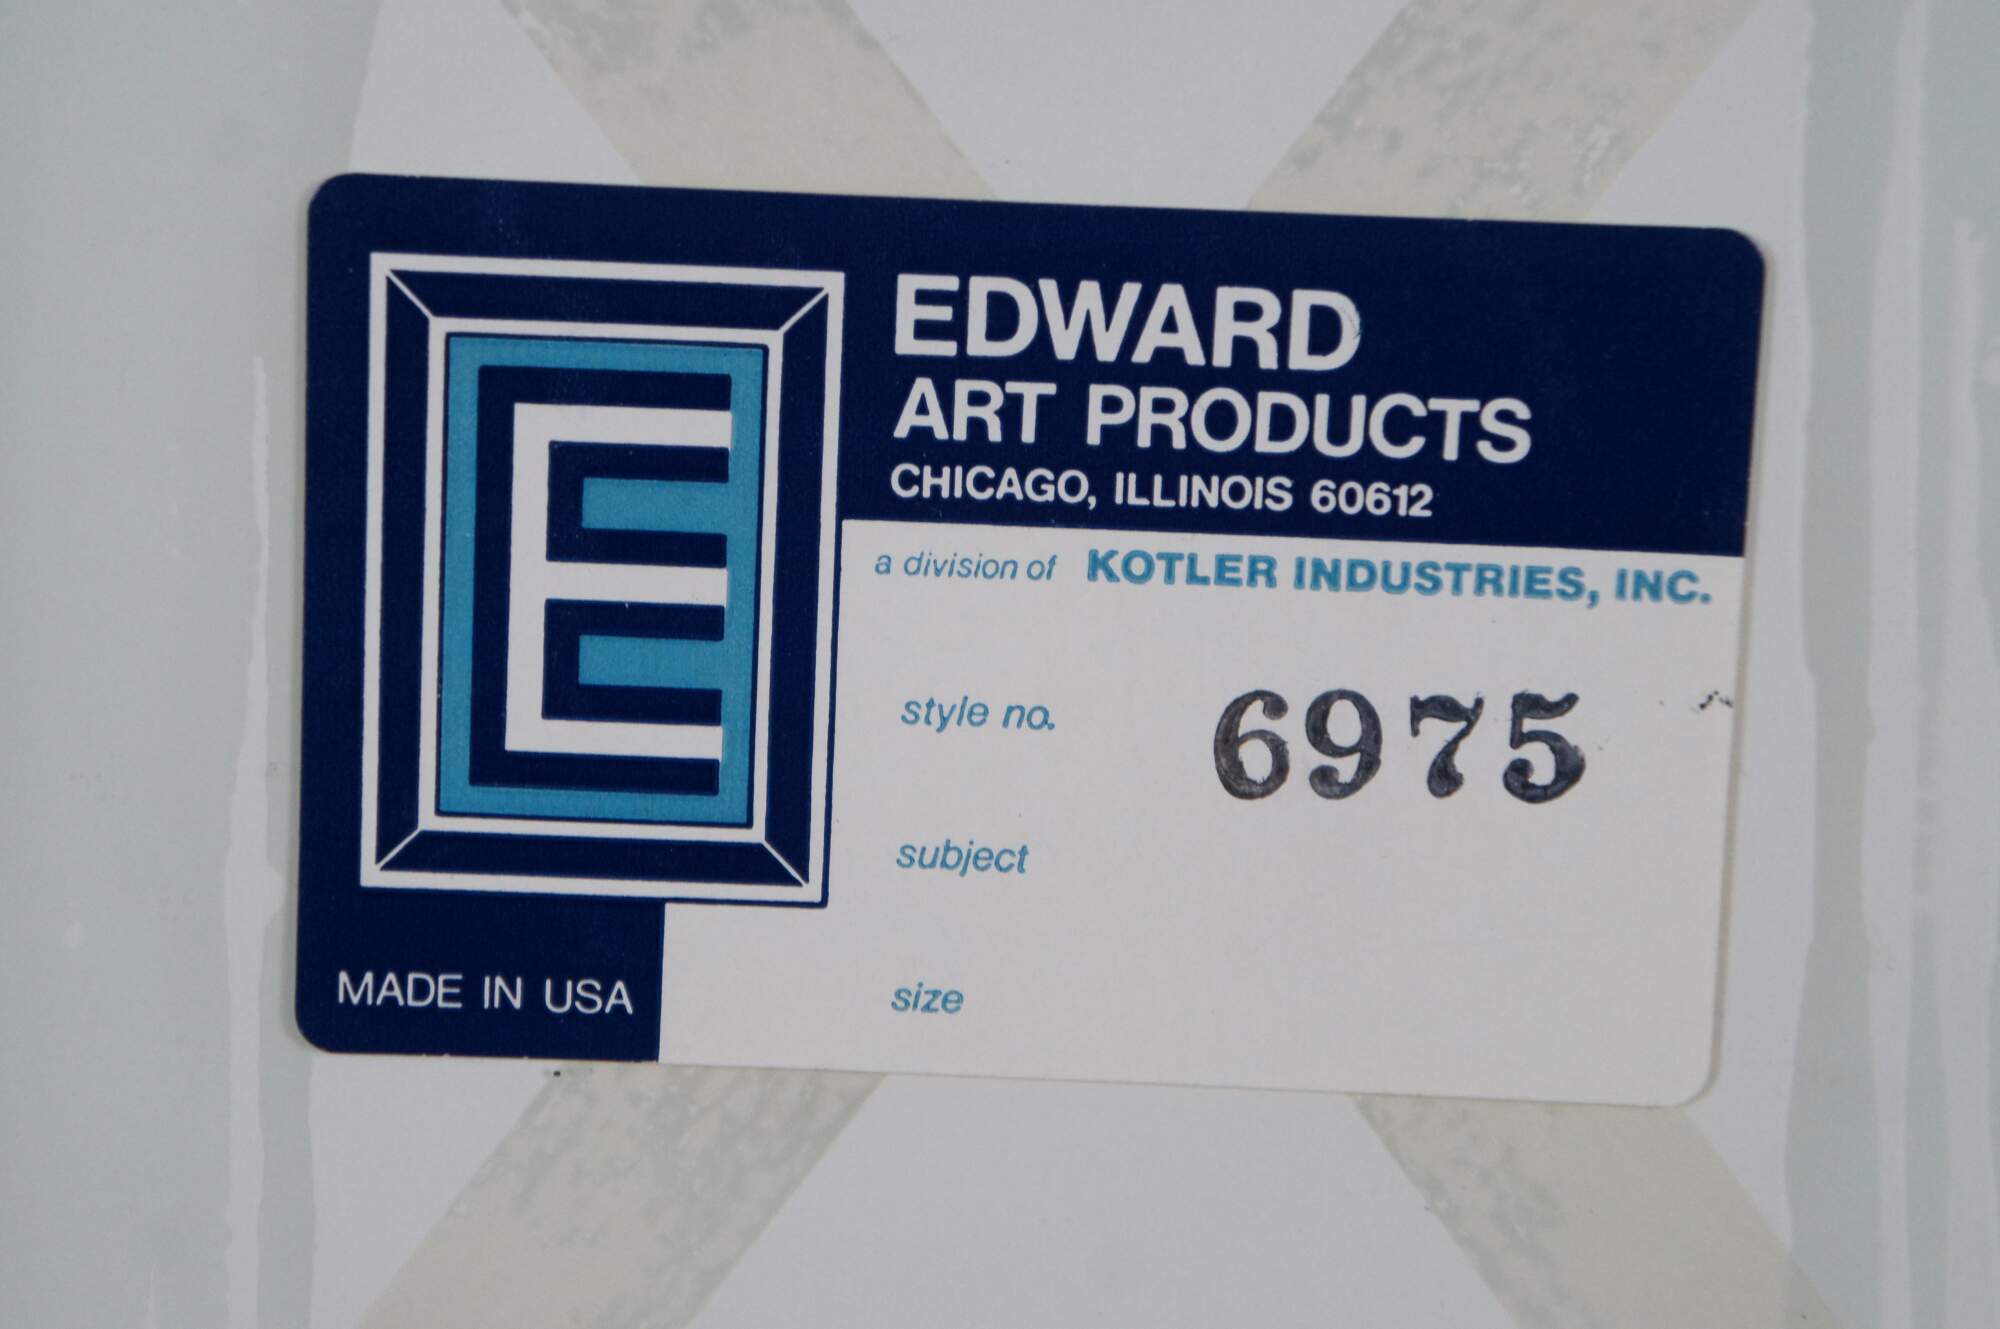 E
EDWARD
ART PRODUCTS
CHICAGO, ILLINOIS 60612
a division of KOTLER INDUSTRIES, INC.
style no. 6975
subject
size
MADE IN USA